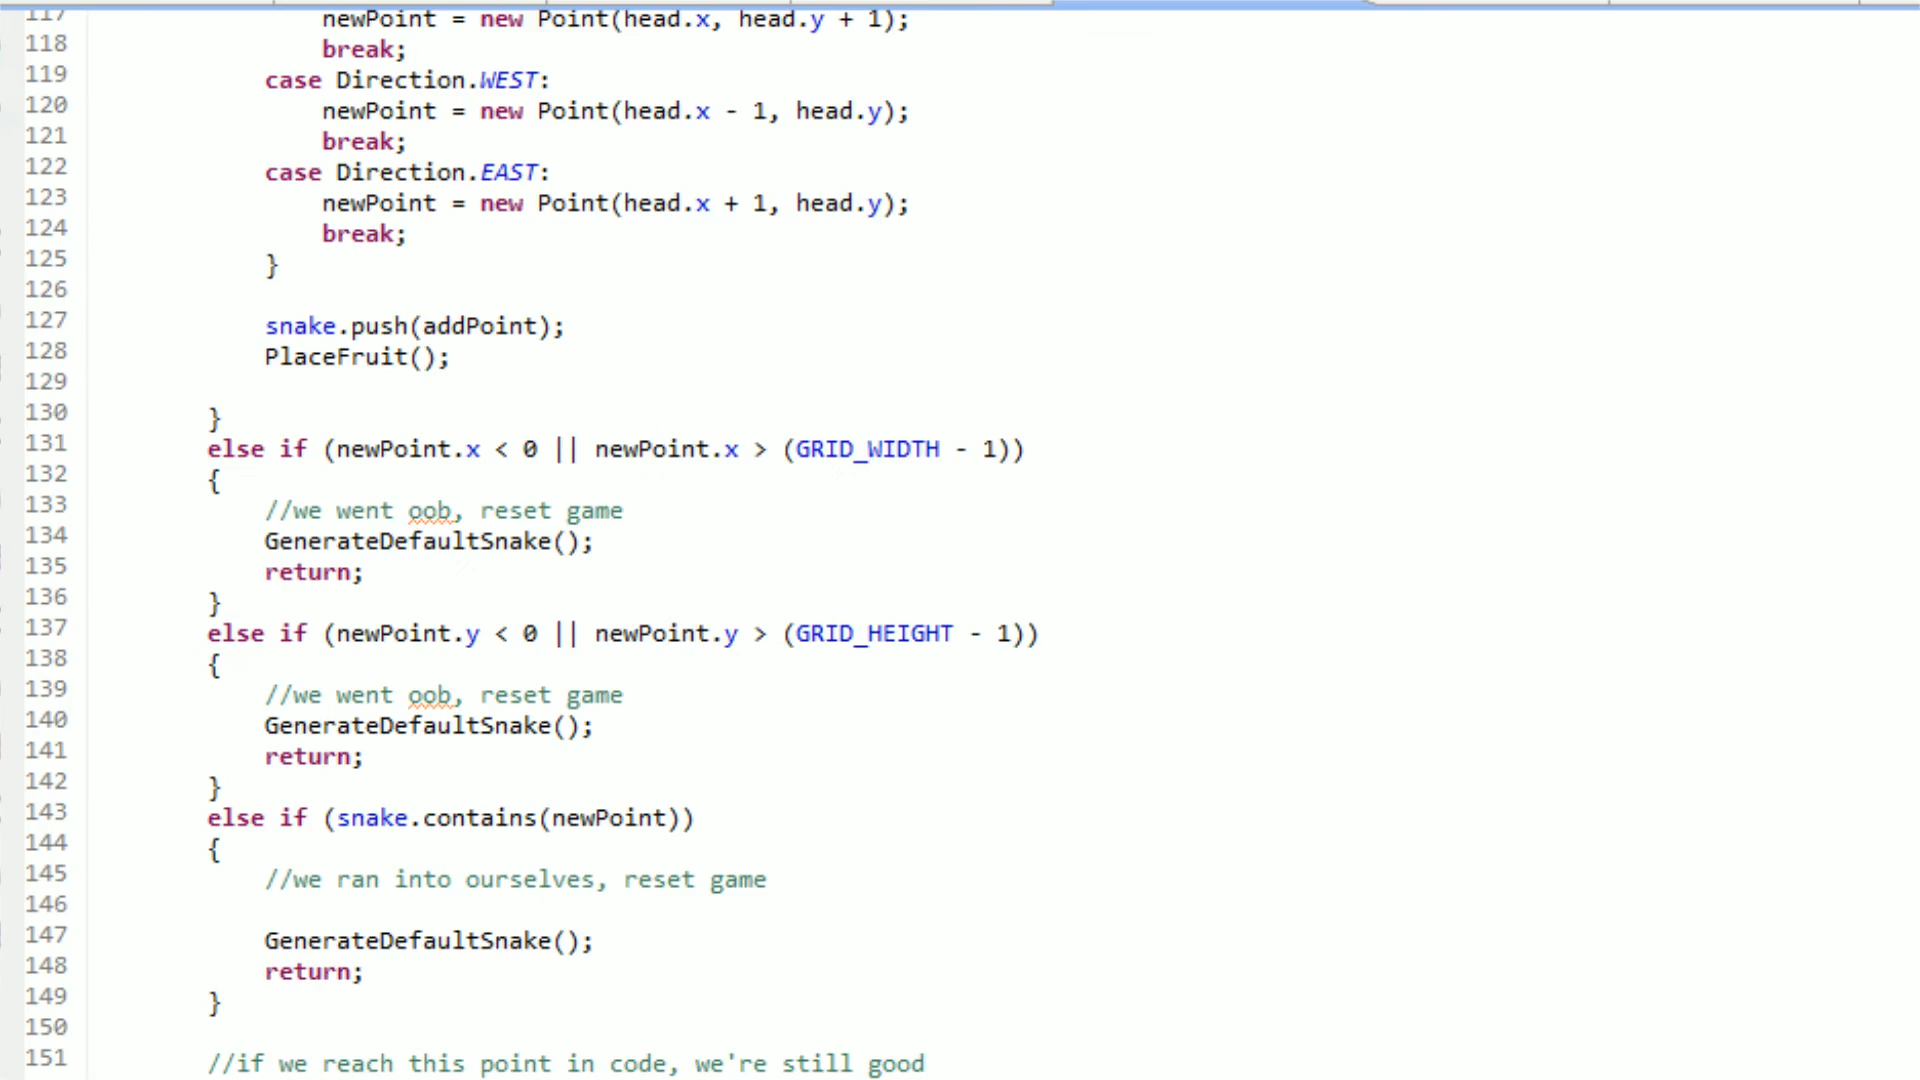 117 newPoint = new Point(head.x, head.y + 1);
118 break;
119 case Direction.WEST:
120 newPoint = new Point(head.x - 1, head.y);
121 break;
122 case Direction.EAST:
123 newPoint = new Point(head.x + 1, head.y);
124 break;
125 }
126
127 snake.push(addPoint);
128 PlaceFruit();
129
130 }
131 else if (newPoint.x < 0 || newPoint.x > (GRID_WIDTH - 1))
132 {
133 //we went oob, reset game
134 GenerateDefaultSnake();
135 return;
136 }
137 else if (newPoint.y < 0 || newPoint.y > (GRID_HEIGHT - 1))
138 {
139 //we went oob, reset game
140 GenerateDefaultSnake();
141 return;
142 }
143 else if (snake.contains(newPoint))
144 {
145 //we ran into ourselves, reset game
146
147 GenerateDefaultSnake();
148 return;
149 }
150
151 //if we reach this point in code, we're still good